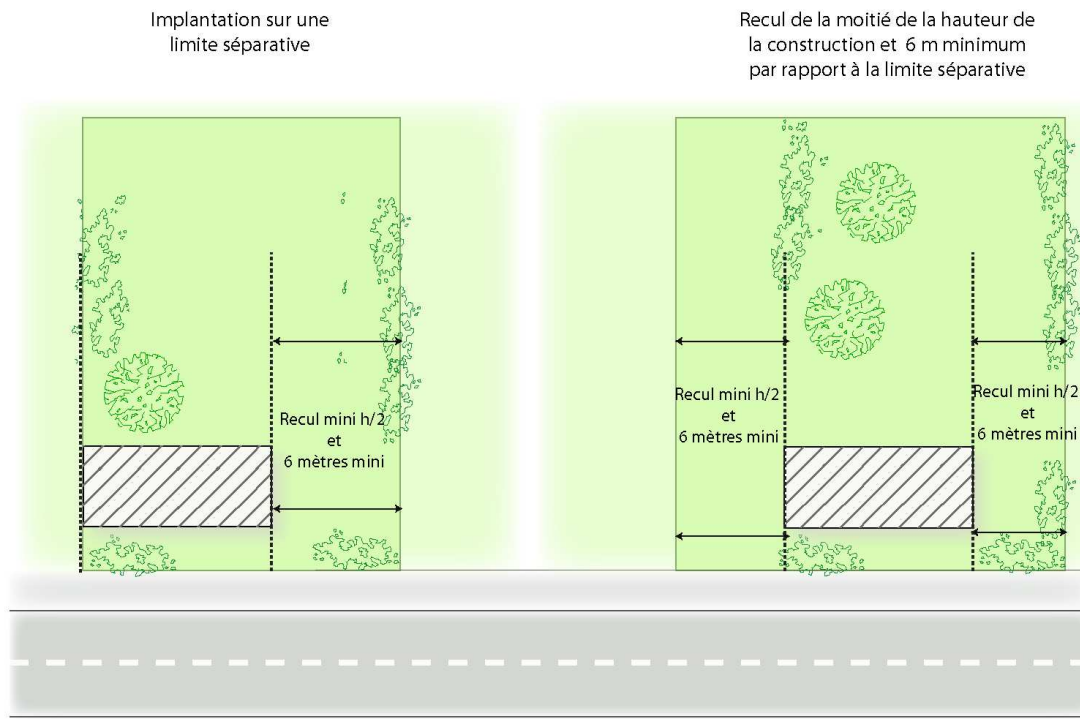 Implantation sur une
limite séparative
Recul de la moitié de la hauteur de
la construction et 6 m minimum
par rapport à la limite séparative
Recul mini h/2
et
6 mètres mini
Recul mini h/2
et
6 mètres mini
Recul mini h/2
et
6 mètres mini